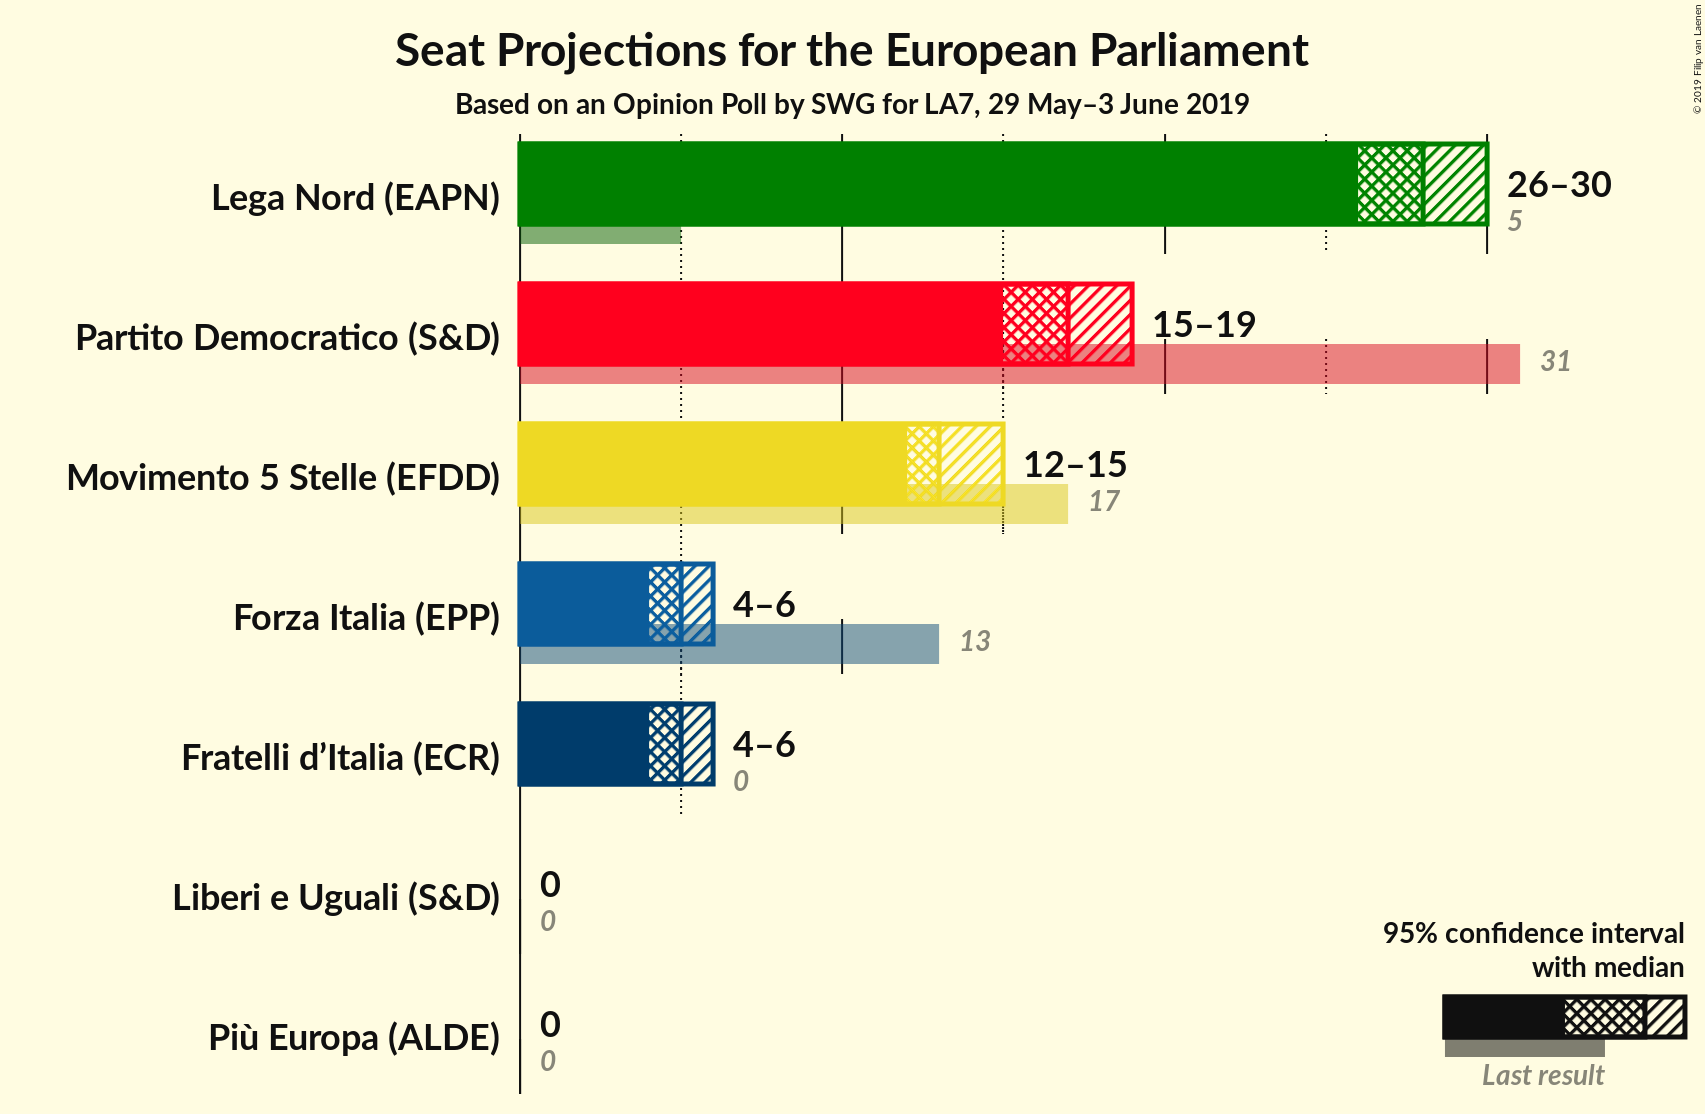 Seat Projections for the European Parliament
Based on an Opinion Poll by SWG for LA7, 29 May–3 June 2019
© 2019 Filip van Laenen
Lega Nord (EAPN)
26–30
5
Partito Democratico (S&D)
15–19
31
Movimento 5 Stelle (EFDD)
12–15
17
Forza Italia (EPP)
4–6
13
Fratelli d’Italia (ECR)
4–6
0
Liberi e Uguali (S&D)
0
0
Più Europa (ALDE)
0
0
95% confidence interval
with median
Last result